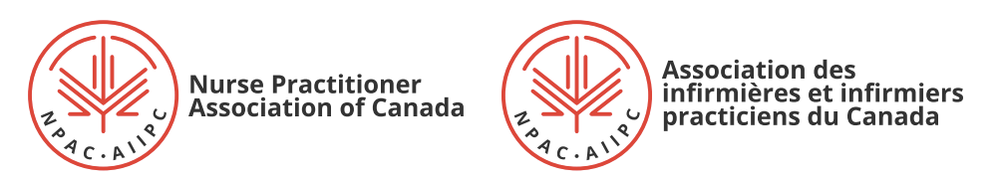 NPAC·AIIPC
Nurse Practitioner
Association of Canada
NPAC·AIIPC
Association des
infirmières et infirmiers
practiciens du Canada